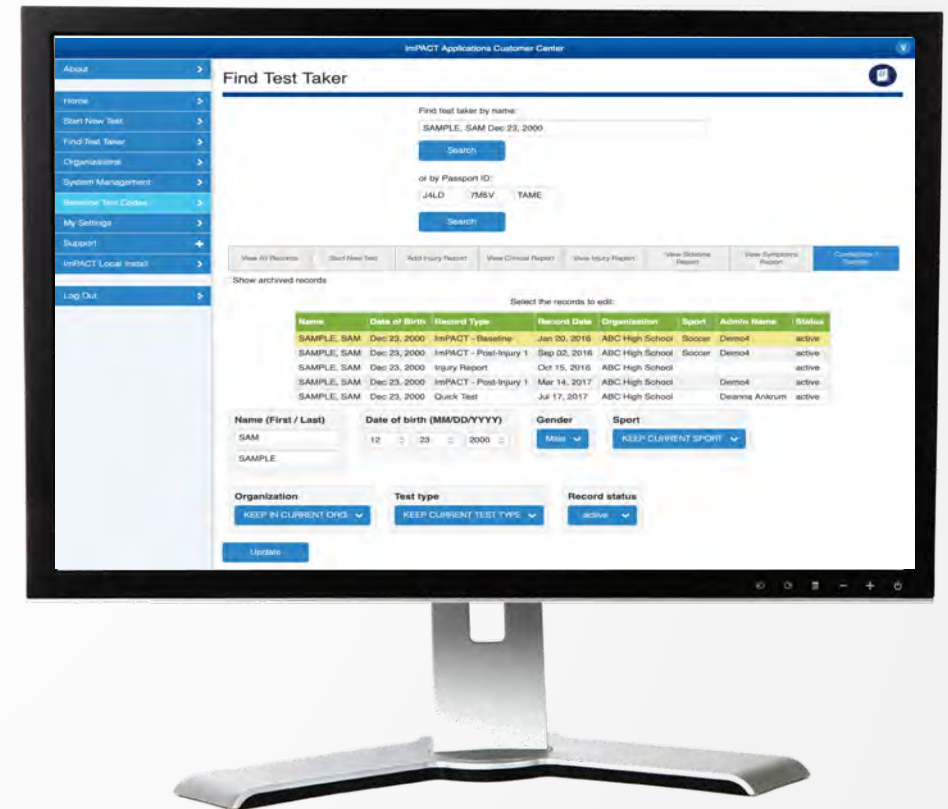 ImPACT Applications Customer Center
About
Home
Start New Test
Find Test Taker
Organizational
System Management
Baseline Test Codes
My Settings
Support
ImPACT Local Install
Log Out
Find Test Taker
Find test taker by name:
SAMPLE, SAM Dec 23, 2000
Search
or by Passport ID:
J4LD 7M6V TAME
Search
View All Records Start New Test Add Injury Report View Clinical Report View Injury Report View Report View Symptoms Report
Show archived records
Select the records to edit:
Name Date of Birth Record Type Record Date Organization Sport Admin Name Status
SAMPLE, SAM Dec 23, 2000 ImPACT - Baseline Jan 20, 2016 ABC High School Soccer Demo4 active
SAMPLE, SAM Dec 23, 2000 ImPACT - Post-Injury 1 Sep 02, 2016 ABC High School Soccer Demo4 active
SAMPLE, SAM Dec 23, 2000 Injury Report Oct 15, 2016 ABC High School active
SAMPLE, SAM Dec 23, 2000 ImPACT - Post-Injury 1 Mar 14, 2017 ABC High School Demo4 active
SAMPLE, SAM Dec 23, 2000 Quick Test Jul 17, 2017 ABC High School Deanna Ankrum active
Name (First / Last) Date of birth (MM/DD/YYYY) Gender Sport
SAM 12 23 2000 Male KEEP CURRENT SPORT
SAMPLE
Organization Test type Record status
KEEP IN CURRENT ORG KEEP CURRENT TEST TYPE active
Update